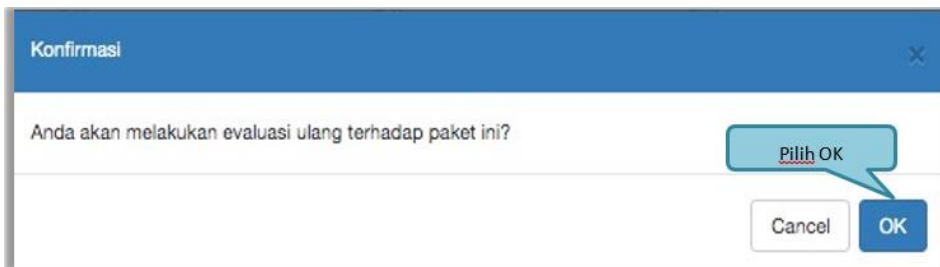 Konfirmasi
×
Anda akan melakukan evaluasi ulang terhadap paket ini?
Pilih OK
Cancel
OK